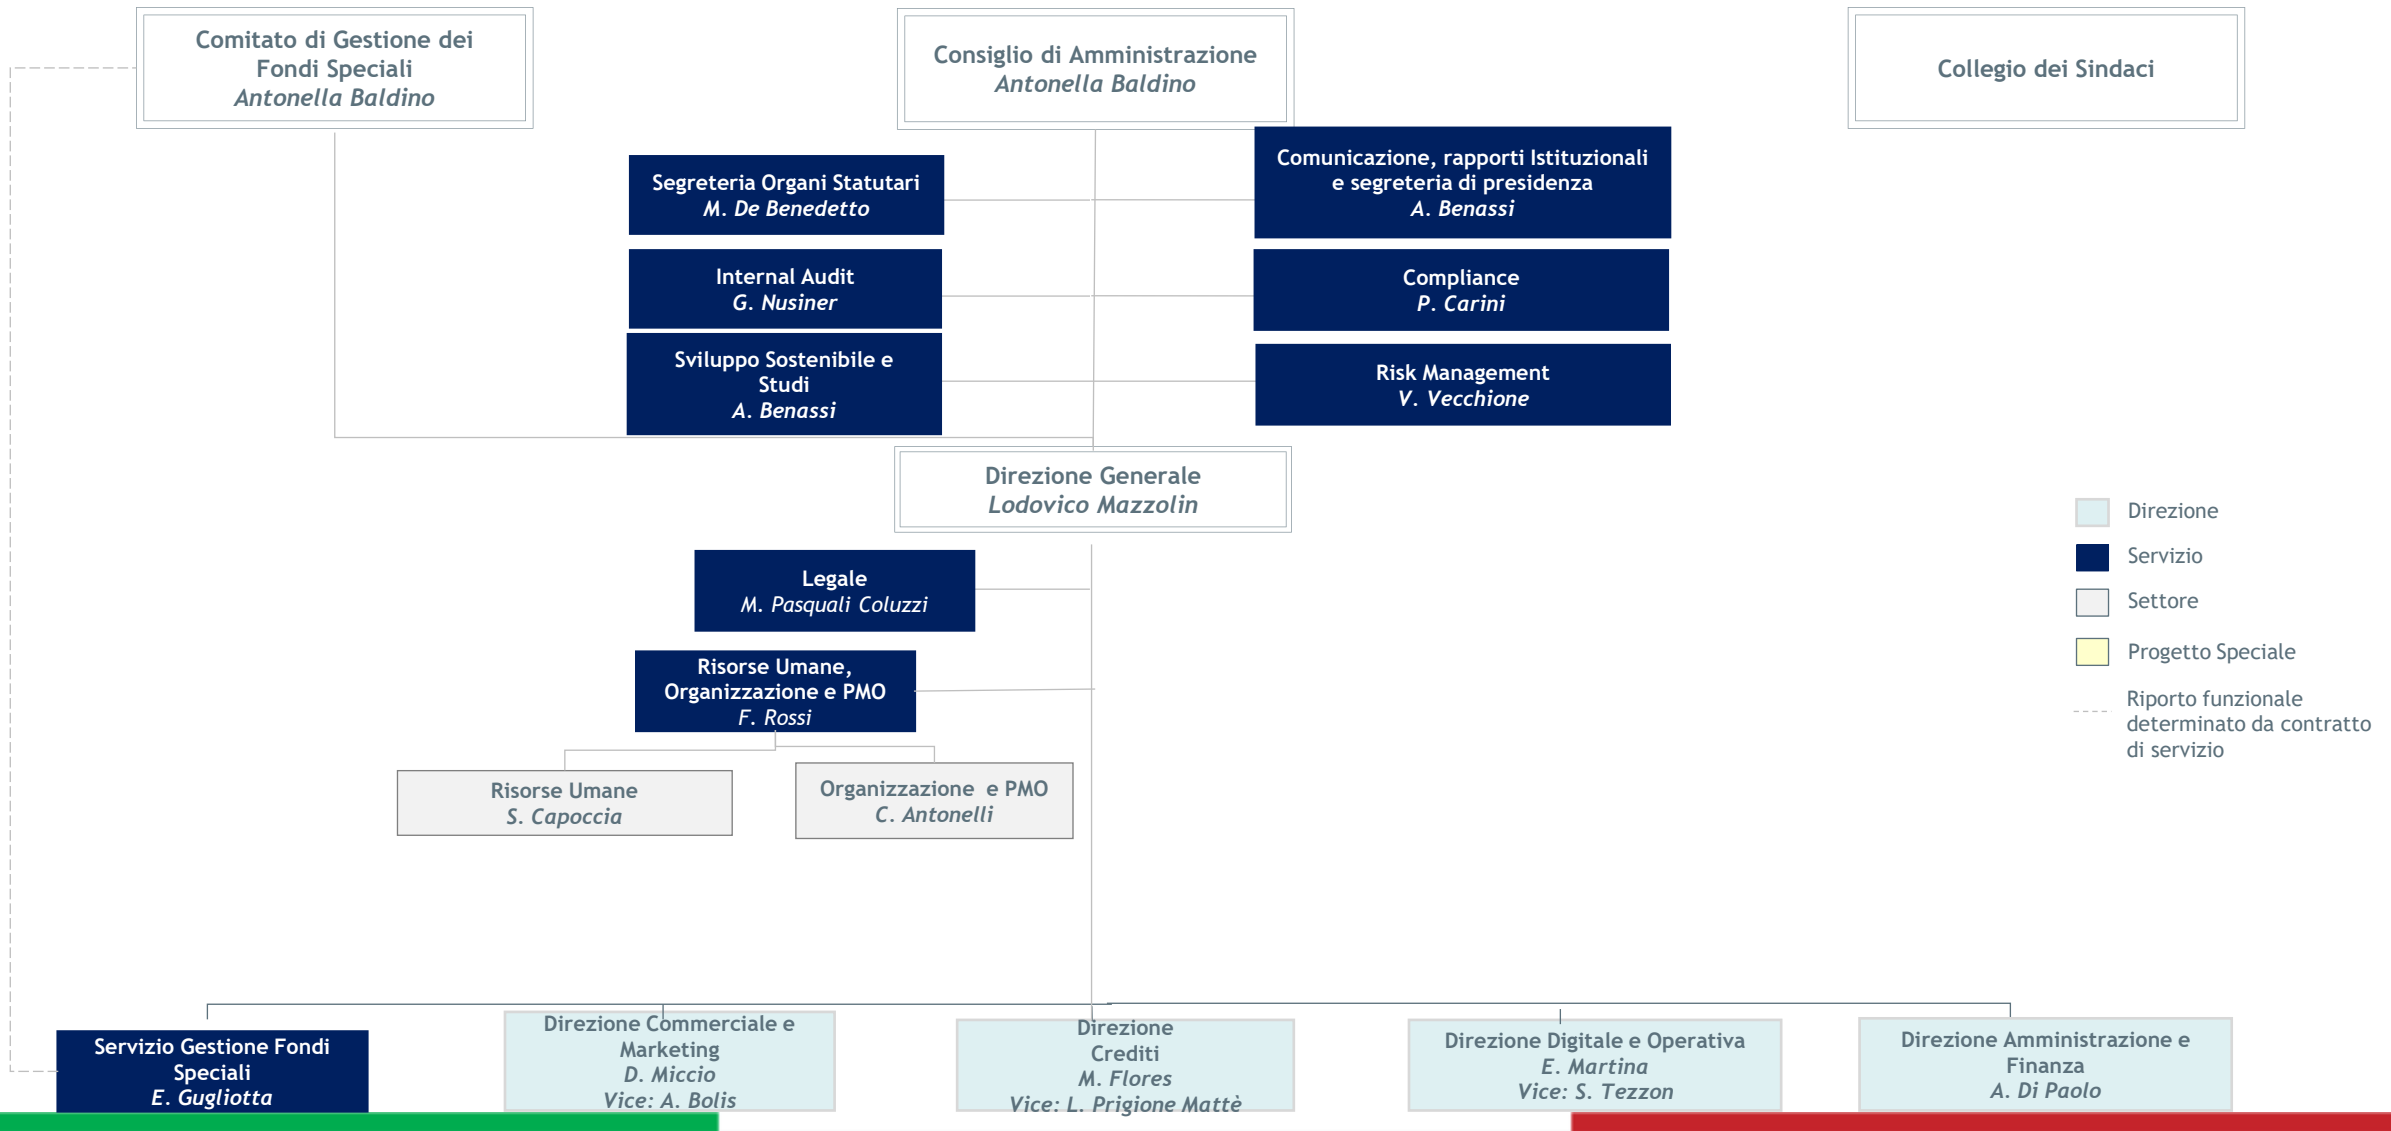 Comitato di Gestione dei
Fondi Speciali
Antonella Baldino
Consiglio di Amministrazione
Antonella Baldino
Collegio dei Sindaci
Segreteria Organi Statutari
M. De Benedetto
Comunicazione, rapporti Istituzionali
e segreteria di presidenza
A. Benassi
Internal Audit
G. Nusiner
Compliance
P. Carini
Sviluppo Sostenibile e
Studi
A. Benassi
Risk Management
V. Vecchione
Direzione Generale
Lodovico Mazzolin
Legale
M. Pasquali Coluzzi
Risorse Umane,
Organizzazione e PMO
F. Rossi
Risorse Umane
S. Capoccia
Organizzazione  e PMO
C. Antonelli
Direzione
Servizio
Settore
Progetto Speciale
Riporto funzionale
determinato da contratto
di servizio
Servizio Gestione Fondi
Speciali
E. Gugliotta
Direzione Commerciale e
Marketing
D. Miccio
Vice: A. Bolis
Direzione
Crediti
M. Flores
Vice: L. Prigione Mattè
Direzione Digitale e Operativa
E. Martina
Vice: S. Tezzon
Direzione Amministrazione e
Finanza
A. Di Paolo